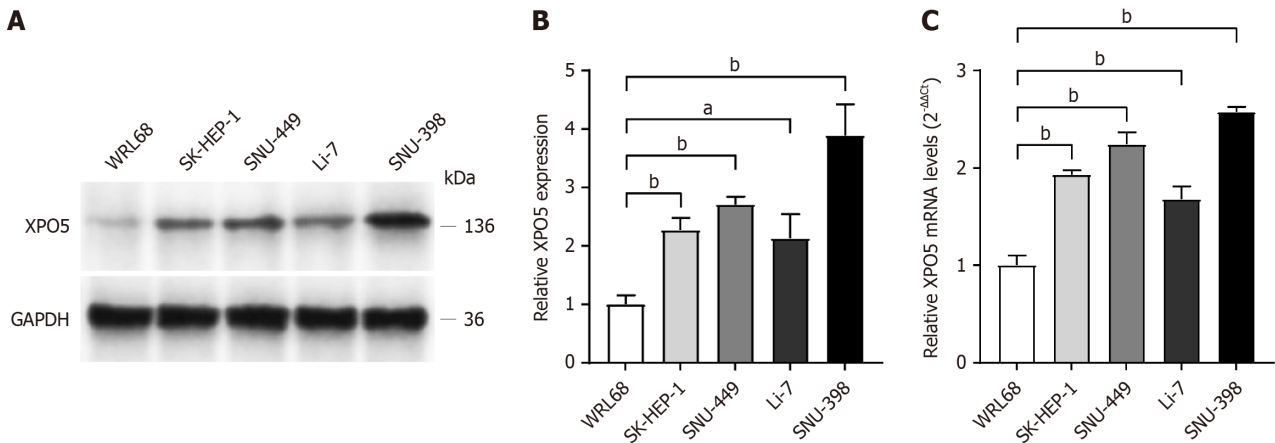 A
WRL68
SK-HEP-1
SNU-449
Li-7
SNU-398
kDa
XPO5
136
GAPDH
36
B
Relative XPO5 expression
5
4
3
2
1
0
b
a
b
b
WRL68
SK-HEP-1
SNU-449
Li-7
SNU-398
C
Relative XPO5 mRNA levels (2^-ΔΔCt)
3
2
1
0
b
b
b
b
WRL68
SK-HEP-1
SNU-449
Li-7
SNU-398